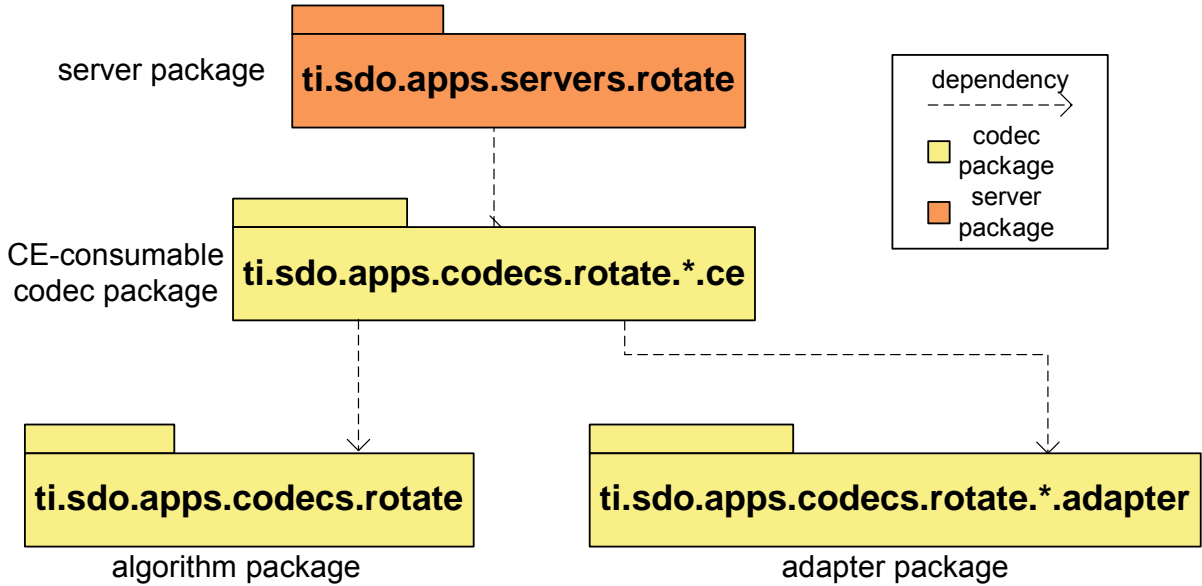 server package
ti.sdo.apps.servers.rotate
dependency
codec
package
server
package
CE-consumable
codec package
ti.sdo.apps.codecs.rotate.*.ce
ti.sdo.apps.codecs.rotate
algorithm package
ti.sdo.apps.codecs.rotate.*.adapter
adapter package